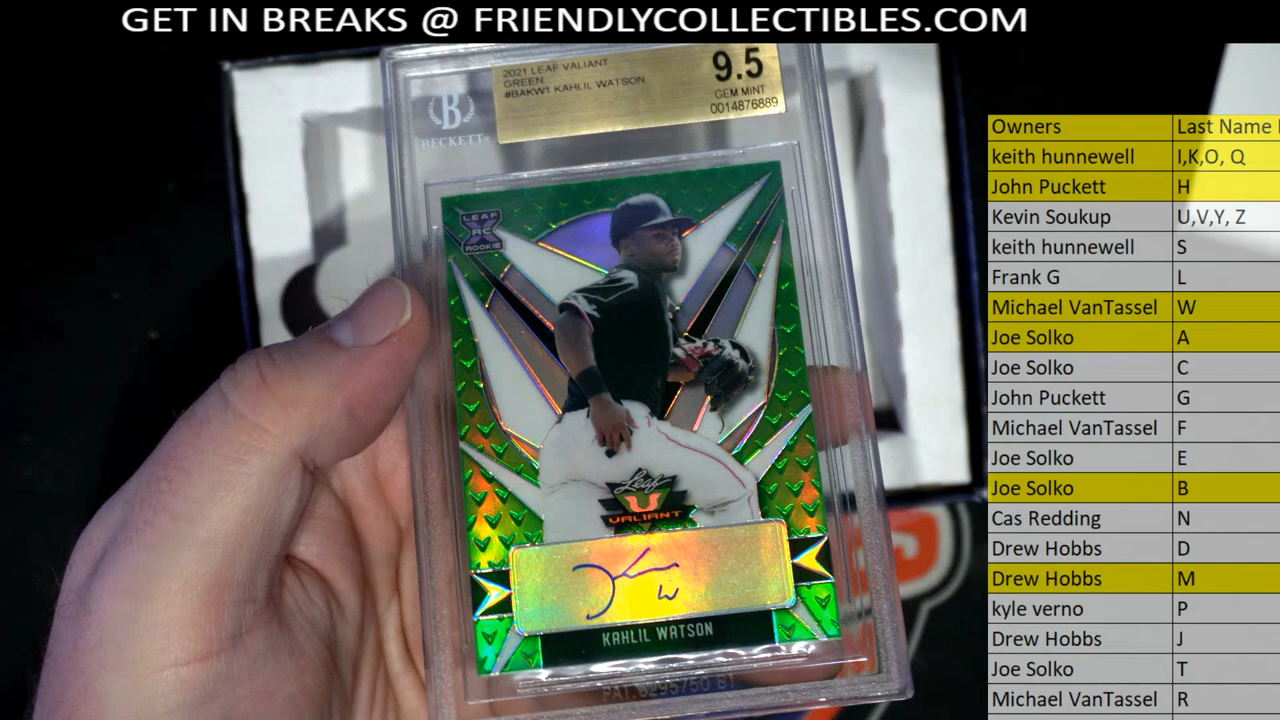 GET IN BREAKS @ FRIENDLYCOLLECTIBLES.COM
2021 LEAF VALIANT
GREEN
#BAKW1 KAHLIL WATSON
9.5
GEM MINT
0014876889
B
BECKETT
LEAF
RC
ROOKIE
Leaf
VALIANT
KAHLIL WATSON
Owners Last Name
keith hunnewell I,K,O, Q
John Puckett H
Kevin Soukup U,V,Y, Z
keith hunnewell S
Frank G L
Michael VanTassel W
Joe Solko A
Joe Solko C
John Puckett G
Michael VanTassel F
Joe Solko E
Joe Solko B
Cas Redding N
Drew Hobbs D
Drew Hobbs M
kyle verno P
Drew Hobbs J
Joe Solko T
Michael VanTassel R